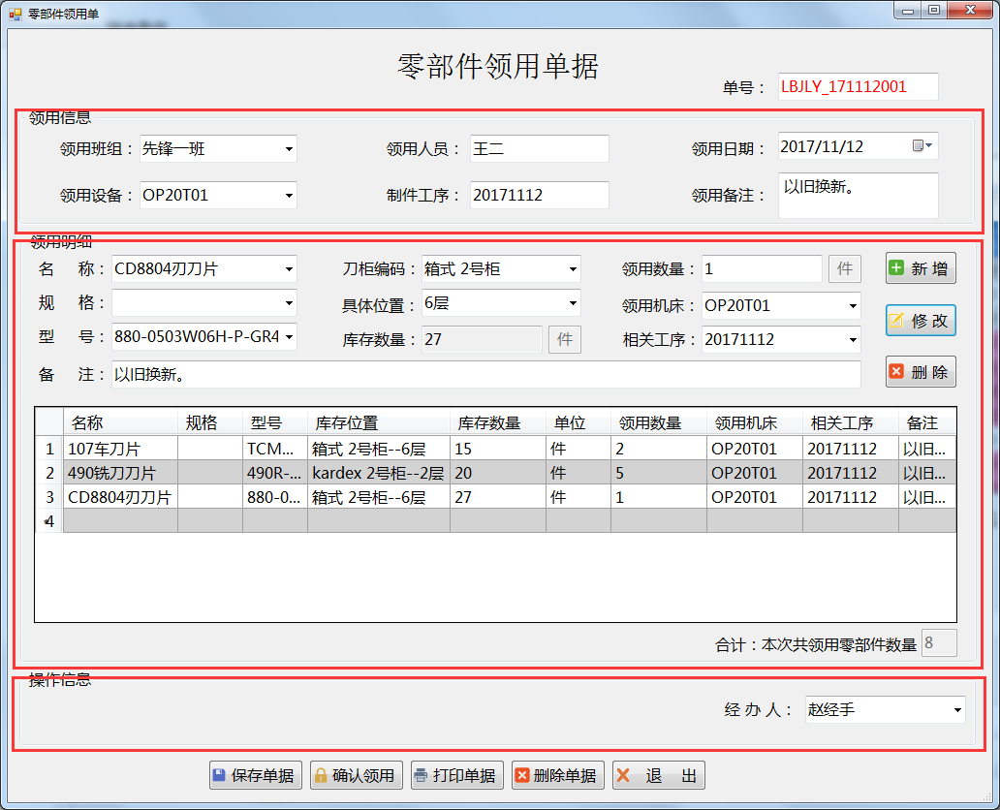 零部件领用单
零部件领用单据
单号： LBJLY_171112001
领用信息
领用班组： 先锋一班 领用人员： 王二 领用日期： 2017/11/12
领用设备： OP20T01 制件工序： 20171112 领用备注： 以旧换新。
领用明细
名 称： CD8804刃刀片 刀柜编码： 箱式 2号柜 领用数量： 1 件 新 增
规 格： 具体位置： 6层 领用机床： OP20T01 修 改
型 号： 880-0503W06H-P-GR4 库存数量： 27 件 相关工序： 20171112
备 注： 以旧换新。 删 除
名称 规格 型号 库存位置 库存数量 单位 领用数量 领用机床 相关工序 备注
1 107车刀片 TCM... 箱式 2号柜--6层 15 件 2 OP20T01 20171112 以旧...
2 490铣刀刀片 490R-... kardex 2号柜--2层 20 件 5 OP20T01 20171112 以旧...
3 CD8804刃刀片 880-0... 箱式 2号柜--6层 27 件 1 OP20T01 20171112 以旧...
4
合计：本次共领用零部件数量 8
操作信息
经 办 人： 赵经手
保存单据 确认领用 打印单据 删除单据 退 出